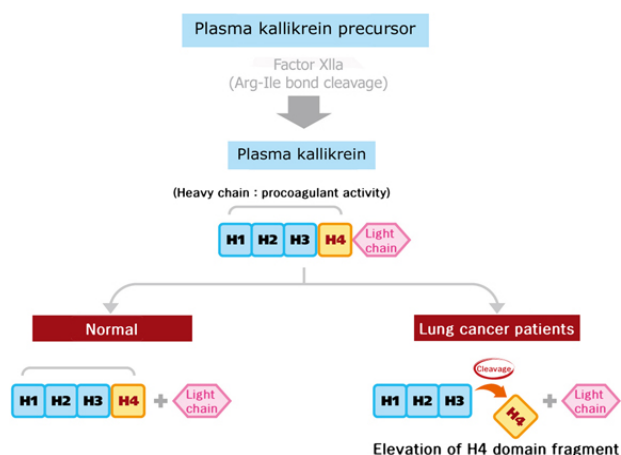 Plasma kallikrein precursor
Factor XIIa
(Arg-Ile bond cleavage)
Plasma kallikrein
(Heavy chain : procoagulant activity)
H1 H2 H3 H4 Light chain
Normal
Lung cancer patients
H1 H2 H3 H4 + Light chain
H1 H2 H3 Cleavage H4 + Light chain
Elevation of H4 domain fragment